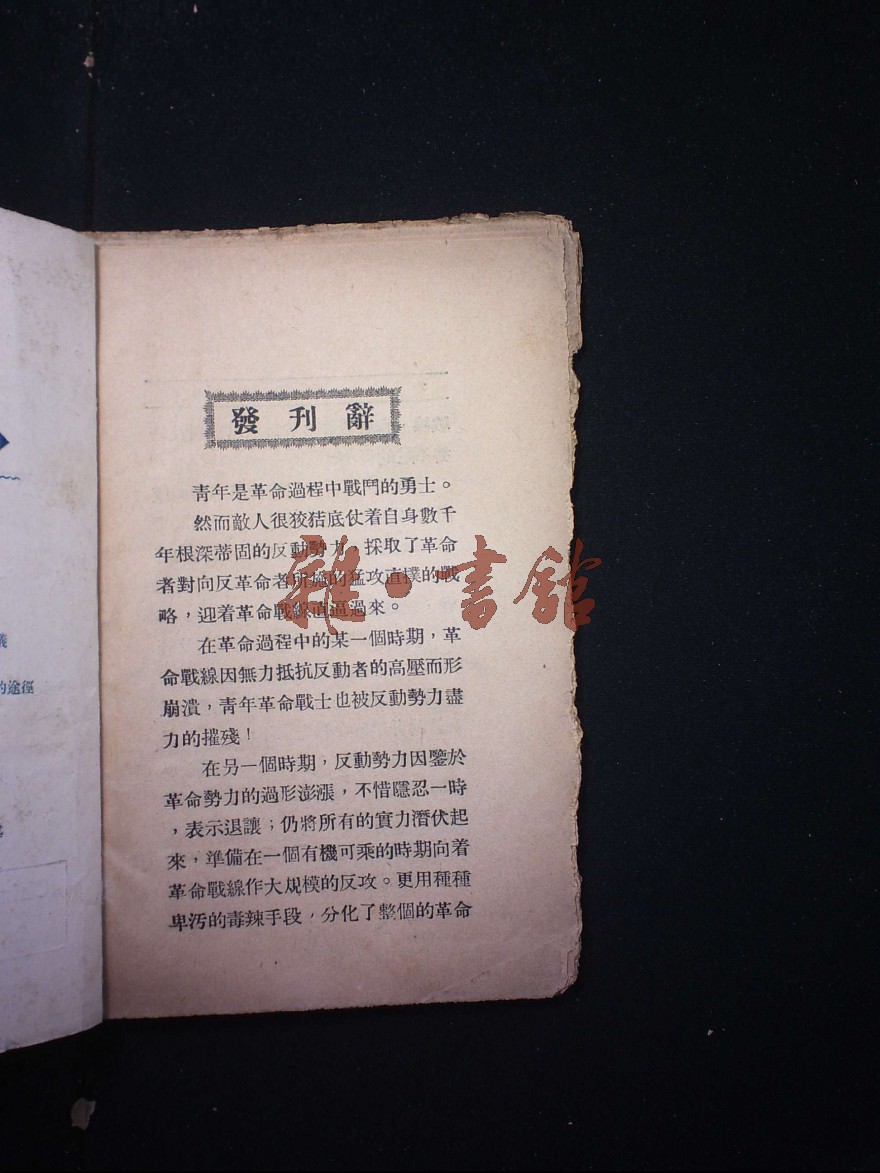 發刊辭
青年是革命過程中戰鬥的勇士。
然而敵人很狡猾底仗着自身數千
年根深蒂固的反動勢力，採取了革命
者對向反革命者所施的猛攻直撲的戰
略，迎着革命戰線直逼過來。
在革命過程中的某一個時期，革
命戰線因無力抵抗反動者的高壓而形
崩潰，青年革命戰士也被反動勢力盡
力的摧殘！
在另一個時期，反動勢力因鑒於
革命勢力的過形澎漲，不惜隱忍一時
，表示退讓；仍將所有的實力潛伏起
來，準備在一個有機可乘的時期向着
革命戰線作大規模的反攻。更用種種
卑汚的毒辣手段，分化了整個的革命
雜·書館
的途徑